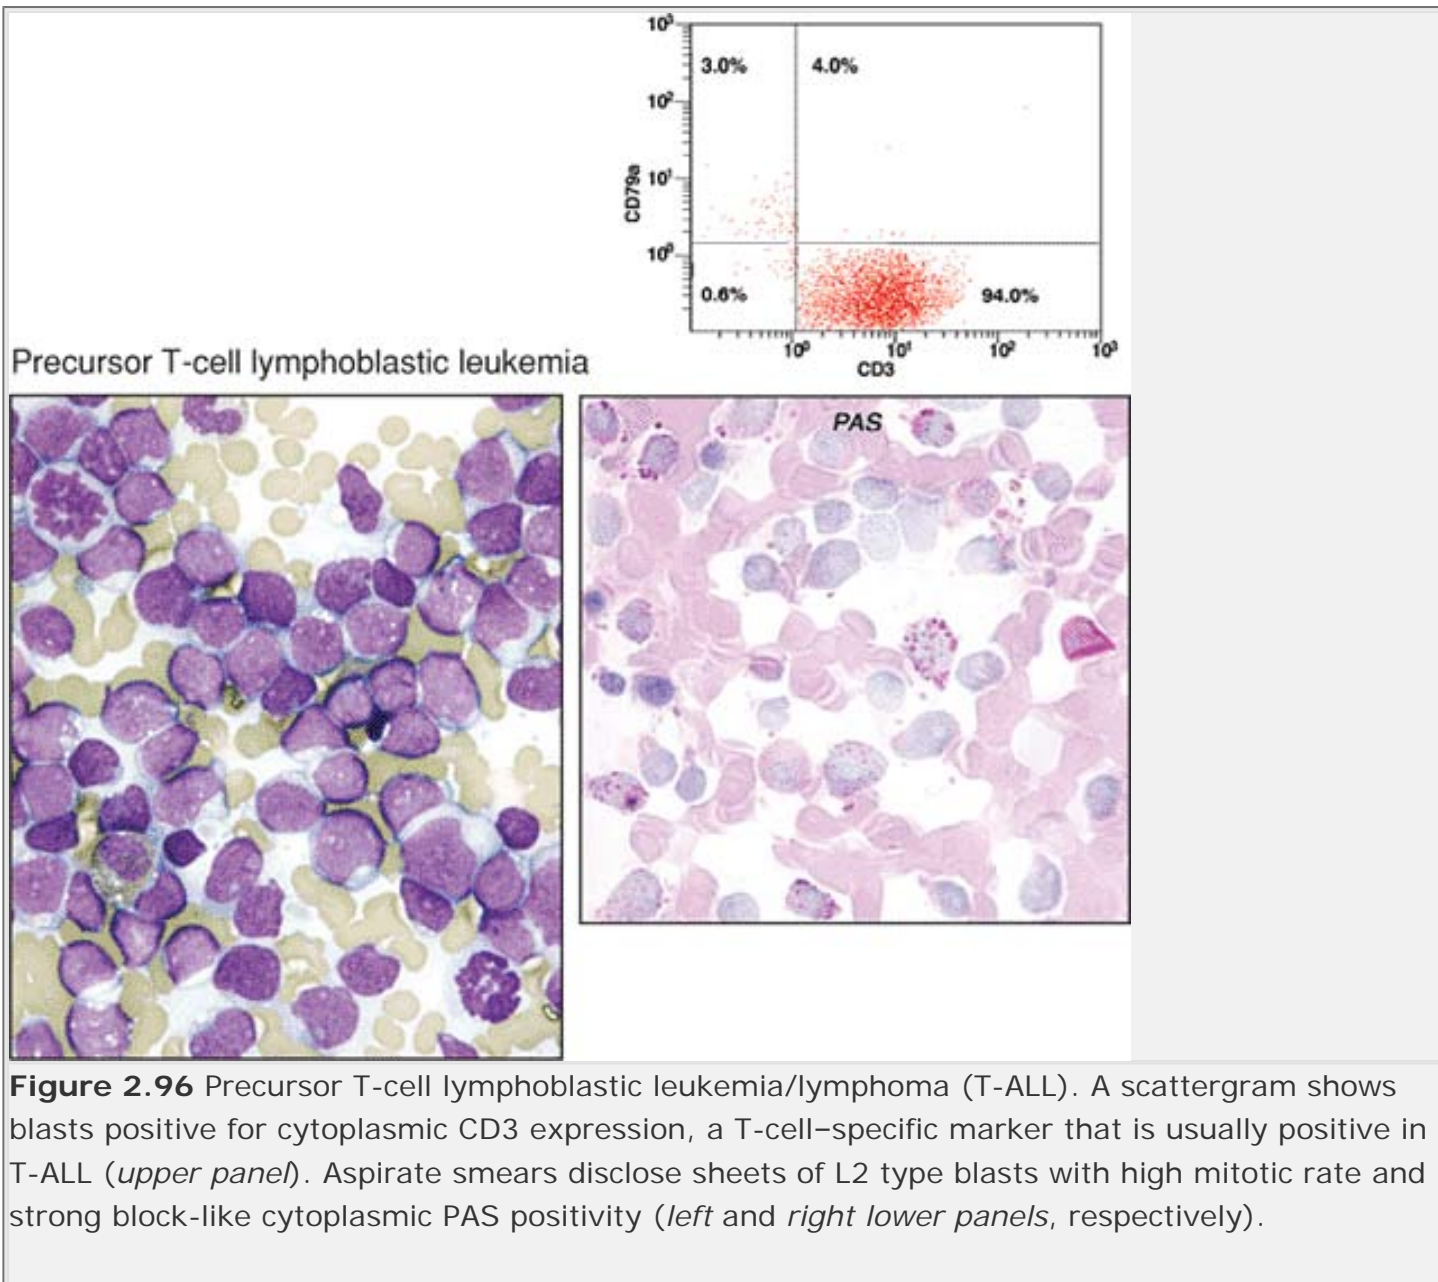 10³
3.0%
4.0%
10²
CD79a
10¹
10⁰
0.6%
94.0%
10⁰
10¹
10²
10³
CD3
Precursor T-cell lymphoblastic leukemia
PAS
Figure 2.96 Precursor T-cell lymphoblastic leukemia/lymphoma (T-ALL). A scattergram shows
blasts positive for cytoplasmic CD3 expression, a T-cell–specific marker that is usually positive in
T-ALL (upper panel). Aspirate smears disclose sheets of L2 type blasts with high mitotic rate and
strong block-like cytoplasmic PAS positivity (left and right lower panels, respectively).